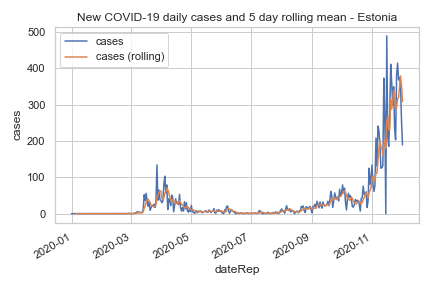 New COVID-19 daily cases and 5 day rolling mean - Estonia
cases
cases (rolling)
500
400
300
200
100
0
cases
2020-01
2020-03
2020-05
2020-07
2020-09
2020-11
dateRep